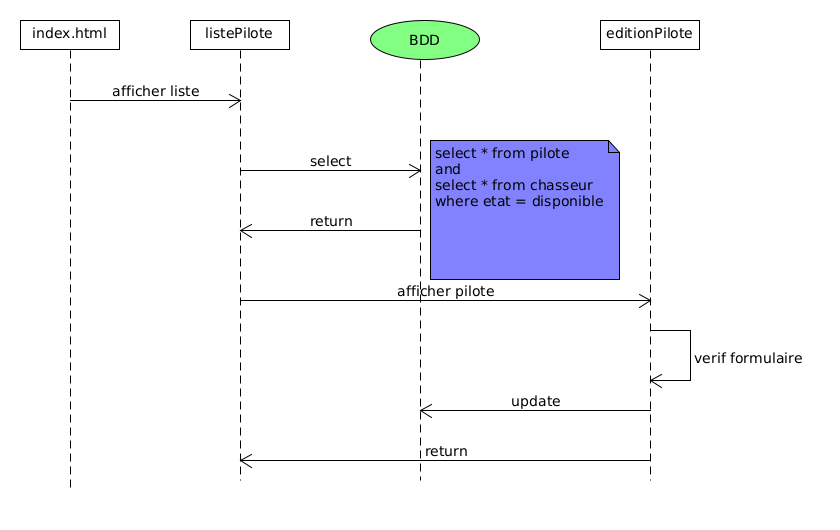 index.html
listePilote
BDD
editionPilote
afficher liste
select
select * from pilote
and
select * from chasseur
where etat = disponible
return
afficher pilote
verif formulaire
update
return